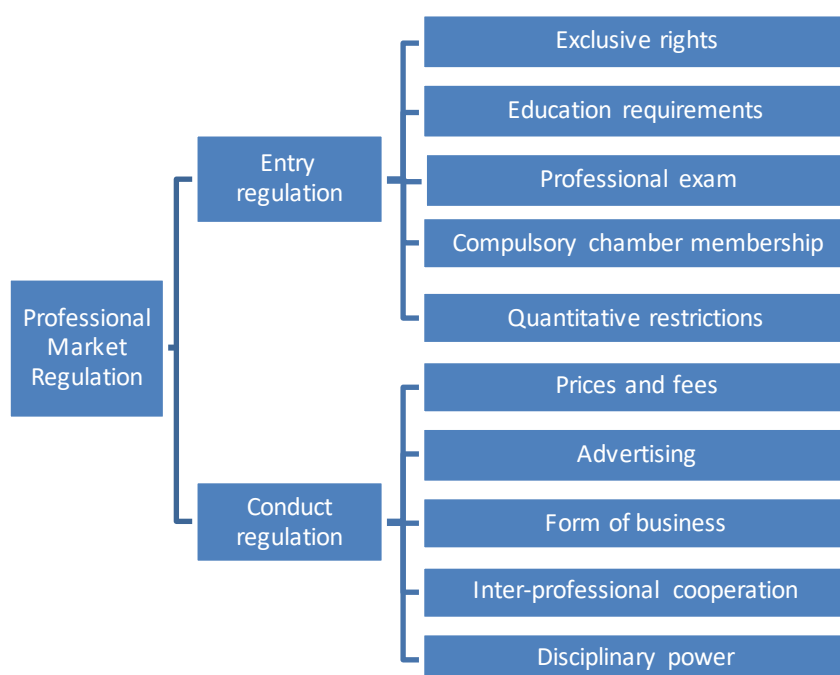 Professional
Market
Regulation
Entry
regulation
Exclusive rights
Education requirements
Professional exam
Compulsory chamber membership
Quantitative restrictions
Conduct
regulation
Prices and fees
Advertising
Form of business
Inter-professional cooperation
Disciplinary power